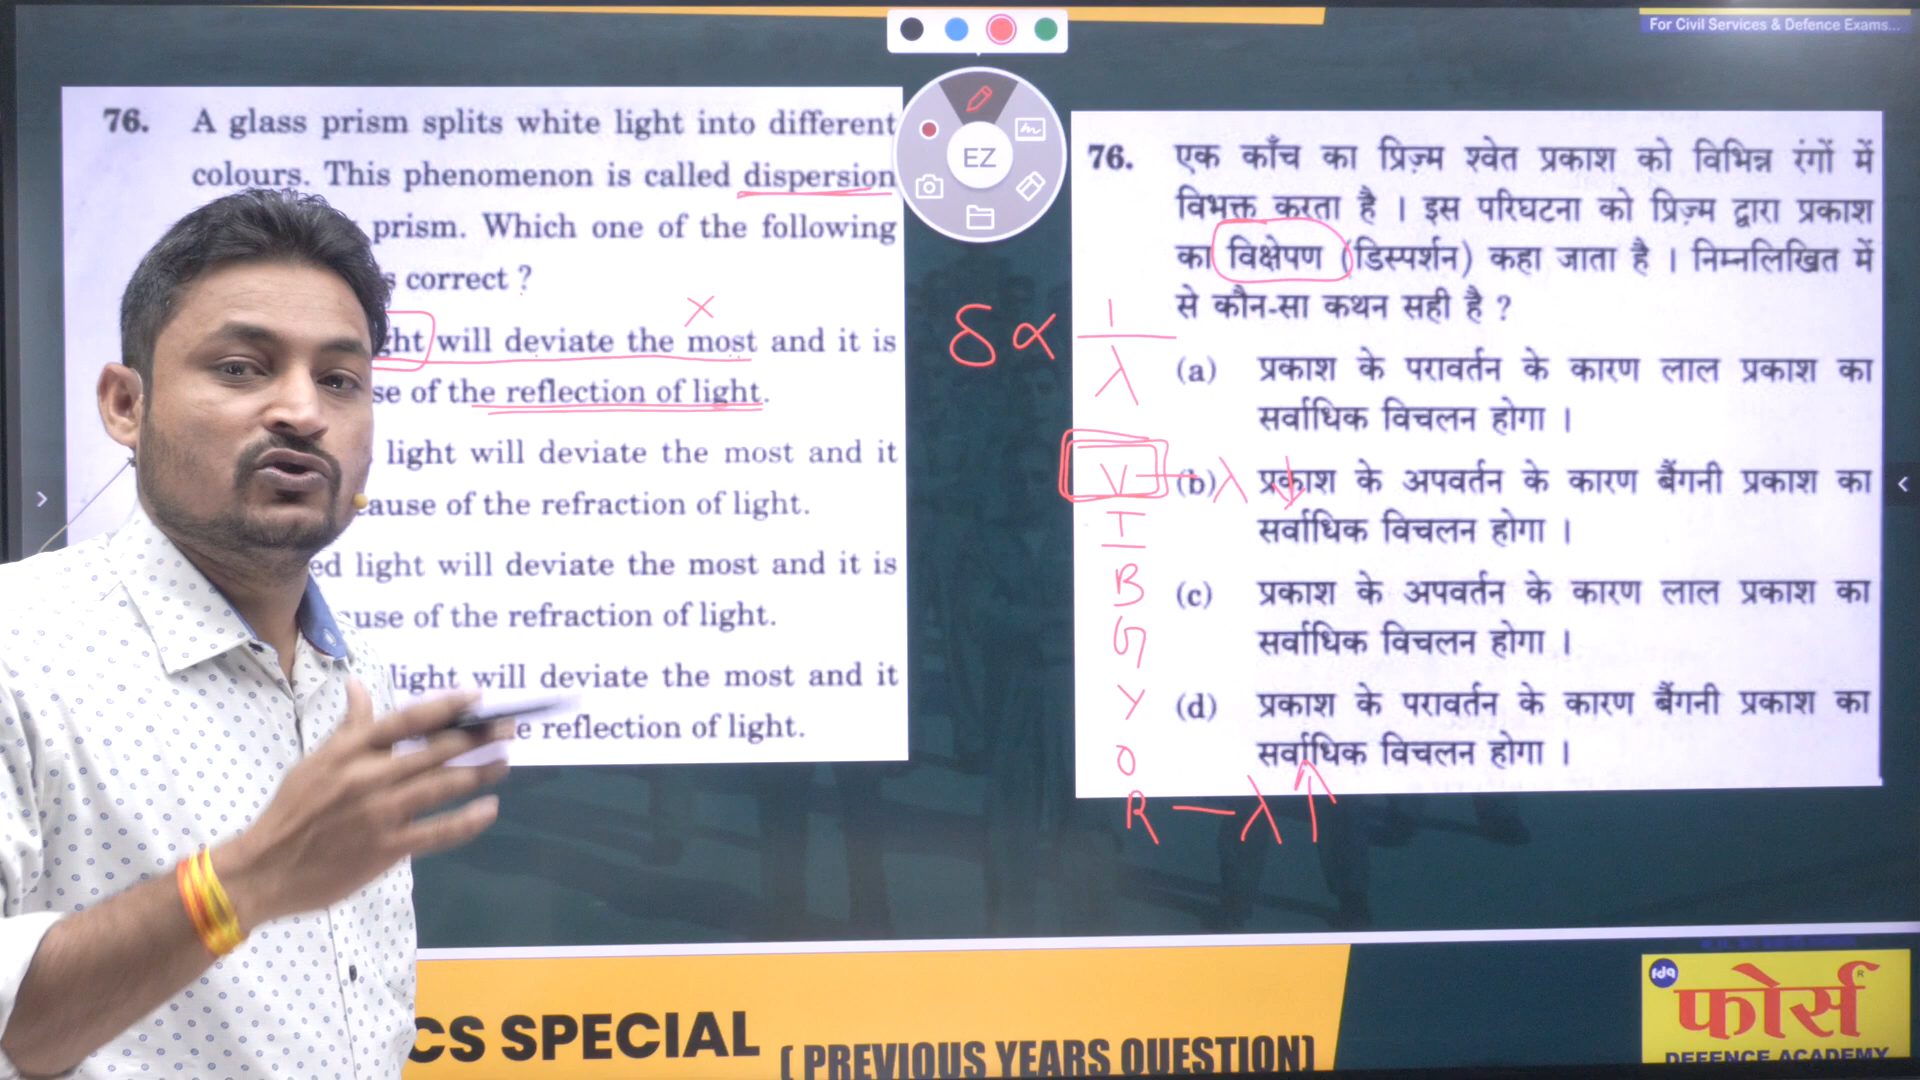 For Civil Services & Defence Exams...
EZ
76. A glass prism splits white light into different
colours. This phenomenon is called dispersion
prism. Which one of the following
correct ?
will deviate the most and it is
of the reflection of light.
light will deviate the most and it
of the refraction of light.
light will deviate the most and it is
of the refraction of light.
light will deviate the most and it
reflection of light.
δ α 1/λ
V — λ ↓
I
B
G
Y
O
R — λ ↑
76. एक काँच का प्रिज़्म श्वेत प्रकाश को विभिन्न रंगों में
विभक्त करता है । इस परिघटना को प्रिज़्म द्वारा प्रकाश
का विक्षेपण (डिस्पर्शन) कहा जाता है । निम्नलिखित में
से कौन-सा कथन सही है ?
(a) प्रकाश के परावर्तन के कारण लाल प्रकाश का
सर्वाधिक विचलन होगा ।
(b) प्रकाश के अपवर्तन के कारण बैंगनी प्रकाश का
सर्वाधिक विचलन होगा ।
(c) प्रकाश के अपवर्तन के कारण लाल प्रकाश का
सर्वाधिक विचलन होगा ।
(d) प्रकाश के परावर्तन के कारण बैंगनी प्रकाश का
सर्वाधिक विचलन होगा ।
SPECIAL
( PREVIOUS YEARS QUESTION)
fda
फोर्स
R
DEFENCE ACADEMY